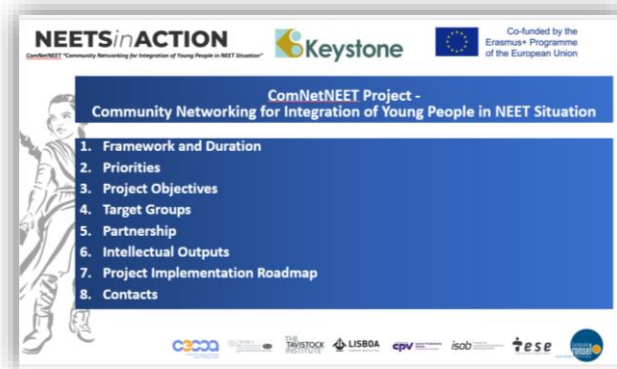 NEETSinACTION
ComNetNEET "Community Networking for Integration of Young People in NEET Situation"
Keystone
Co-funded by the
Erasmus+ Programme
of the European Union
ComNetNEET Project -
Community Networking for Integration of Young People in NEET Situation
1. Framework and Duration
2. Priorities
3. Project Objectives
4. Target Groups
5. Partnership
6. Intellectual Outputs
7. Project Implementation Roadmap
8. Contacts
cecoa
THE
TAVISTOCK
INSTITUTE
LISBOA
cpv
isob
tese
ronsel